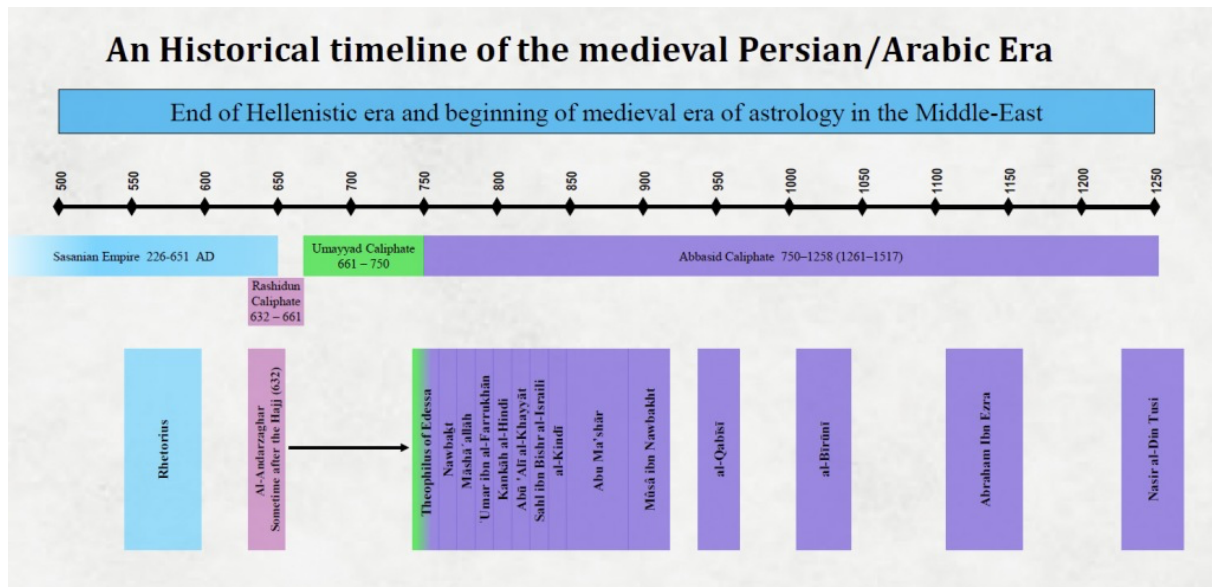 An Historical timeline of the medieval Persian/Arabic Era
End of Hellenistic era and beginning of medieval era of astrology in the Middle-East
500
550
600
650
700
750
800
850
900
950
1000
1050
1100
1150
1200
1250
Sasanian Empire 226-651 AD
Umayyad Caliphate
661 – 750
Abbasid Caliphate 750–1258 (1261–1517)
Rashidun
Caliphate
632 – 661
Rhetorius
Al-Andarzaghar
Sometime after the Hajj (632)
Theophilus of Edessa
Nawbakt
Māshā'allāh
'Umar ibn al-Farrukhān
Kankāh al-Hindi
Abū 'Alī al-Khayyāt
Sahl ibn Bishr al-Israili
al-Kindī
Abu Ma'shār
Mūsā ibn Nawbakht
al-Qabīsī
al-Bīrūnī
Abraham Ibn Ezra
Nasir al-Din Tusi